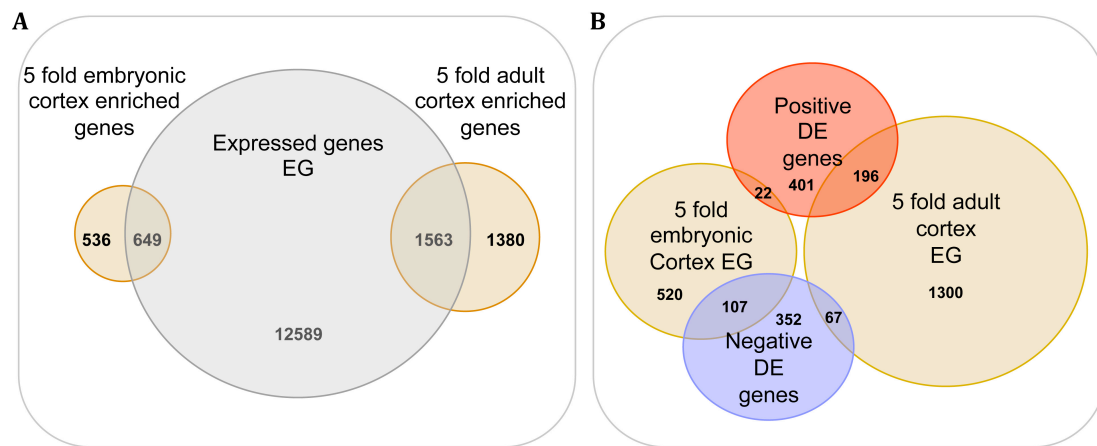 A
5 fold embryonic
cortex enriched
genes
5 fold adult
cortex enriched
genes
Expressed genes
EG
536
649
1563
1380
12589
B
Positive
DE
genes
401
22
196
5 fold
embryonic
Cortex EG
520
5 fold adult
cortex
EG
1300
107
352
67
Negative
DE
genes